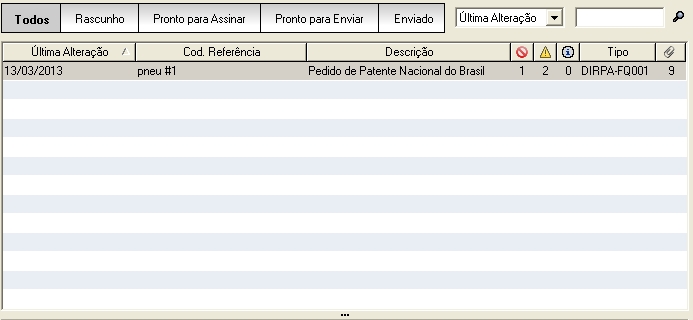 Todos Rascunho Pronto para Assinar Pronto para Enviar Enviado Última Alteração
Última Alteração Cod. Referência Descrição Tipo
13/03/2013 pneu #1 Pedido de Patente Nacional do Brasil 1 2 0 DIRPA-FQ001 9